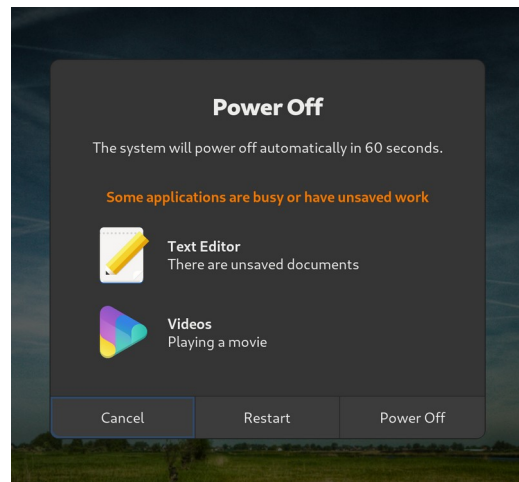 Power Off
The system will power off automatically in 60 seconds.
Some applications are busy or have unsaved work
Text Editor
There are unsaved documents
Videos
Playing a movie
Cancel
Restart
Power Off